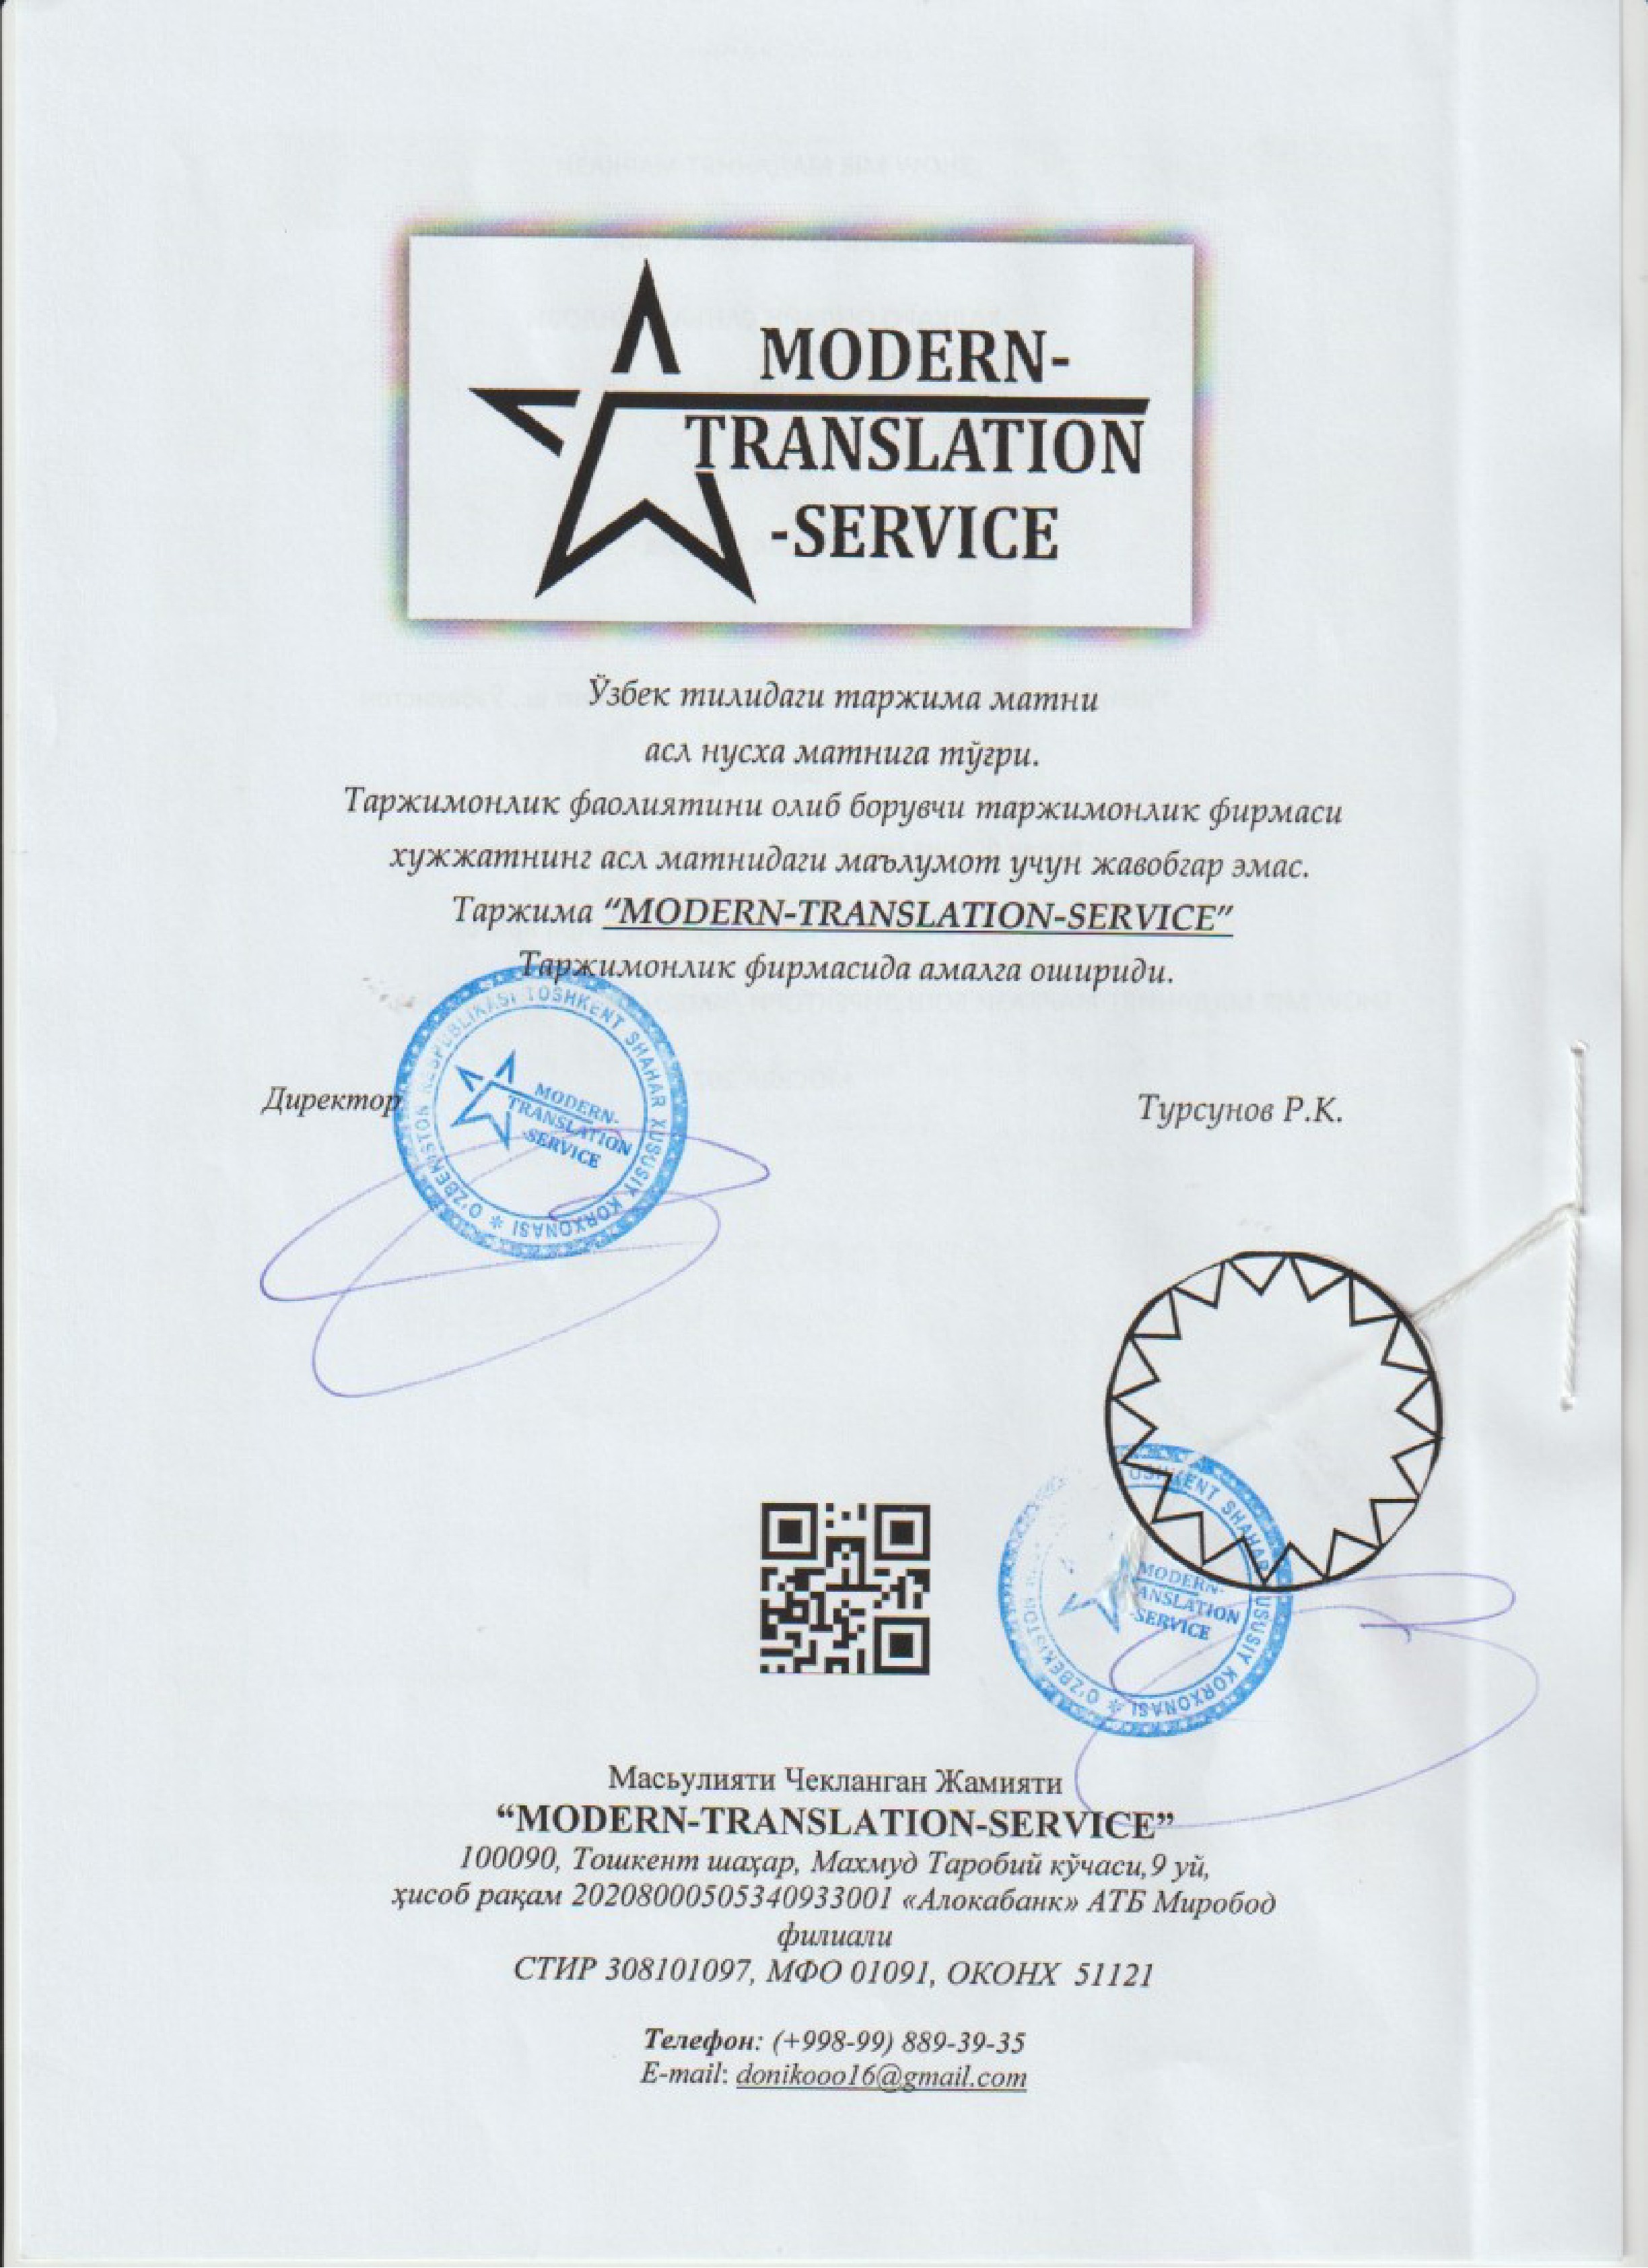 MODERN-
TRANSLATION
-SERVICE
Ўзбек тилидаги таржима матни
асл нусха матнига тўғри.
Таржимонлик фаолиятини олиб борувчи таржимонлик фирмаси
хужжатнинг асл матнидаги маълумот учун жавобгар эмас.
Таржима “MODERN-TRANSLATION-SERVICE”
Таржимонлик фирмасида амалга ошириди.
Директор
O'ZBEKISTON RESPUBLIKASI TOSHKENT SHAHAR XUSUSIY KORXONASI *
MODERN-
TRANSLATION
-SERVICE
Турсунов Р.К.
O'ZBEKISTON TOSHKENT SHAHAR XUSUSIY KORXONASI *
MODERN-
ANSLATION
-SERVICE
Масьулияти Чекланган Жамияти
“MODERN-TRANSLATION-SERVICE”
100090, Тошкент шаҳар, Махмуд Таробий кўчаси,9 уй,
ҳисоб рақам 20208000505340933001 «Алокабанк» АТБ Миробод
филиали
СТИР 308101097, МФО 01091, ОКОНХ 51121
Телефон: (+998-99) 889-39-35
E-mail: donikooo16@gmail.com